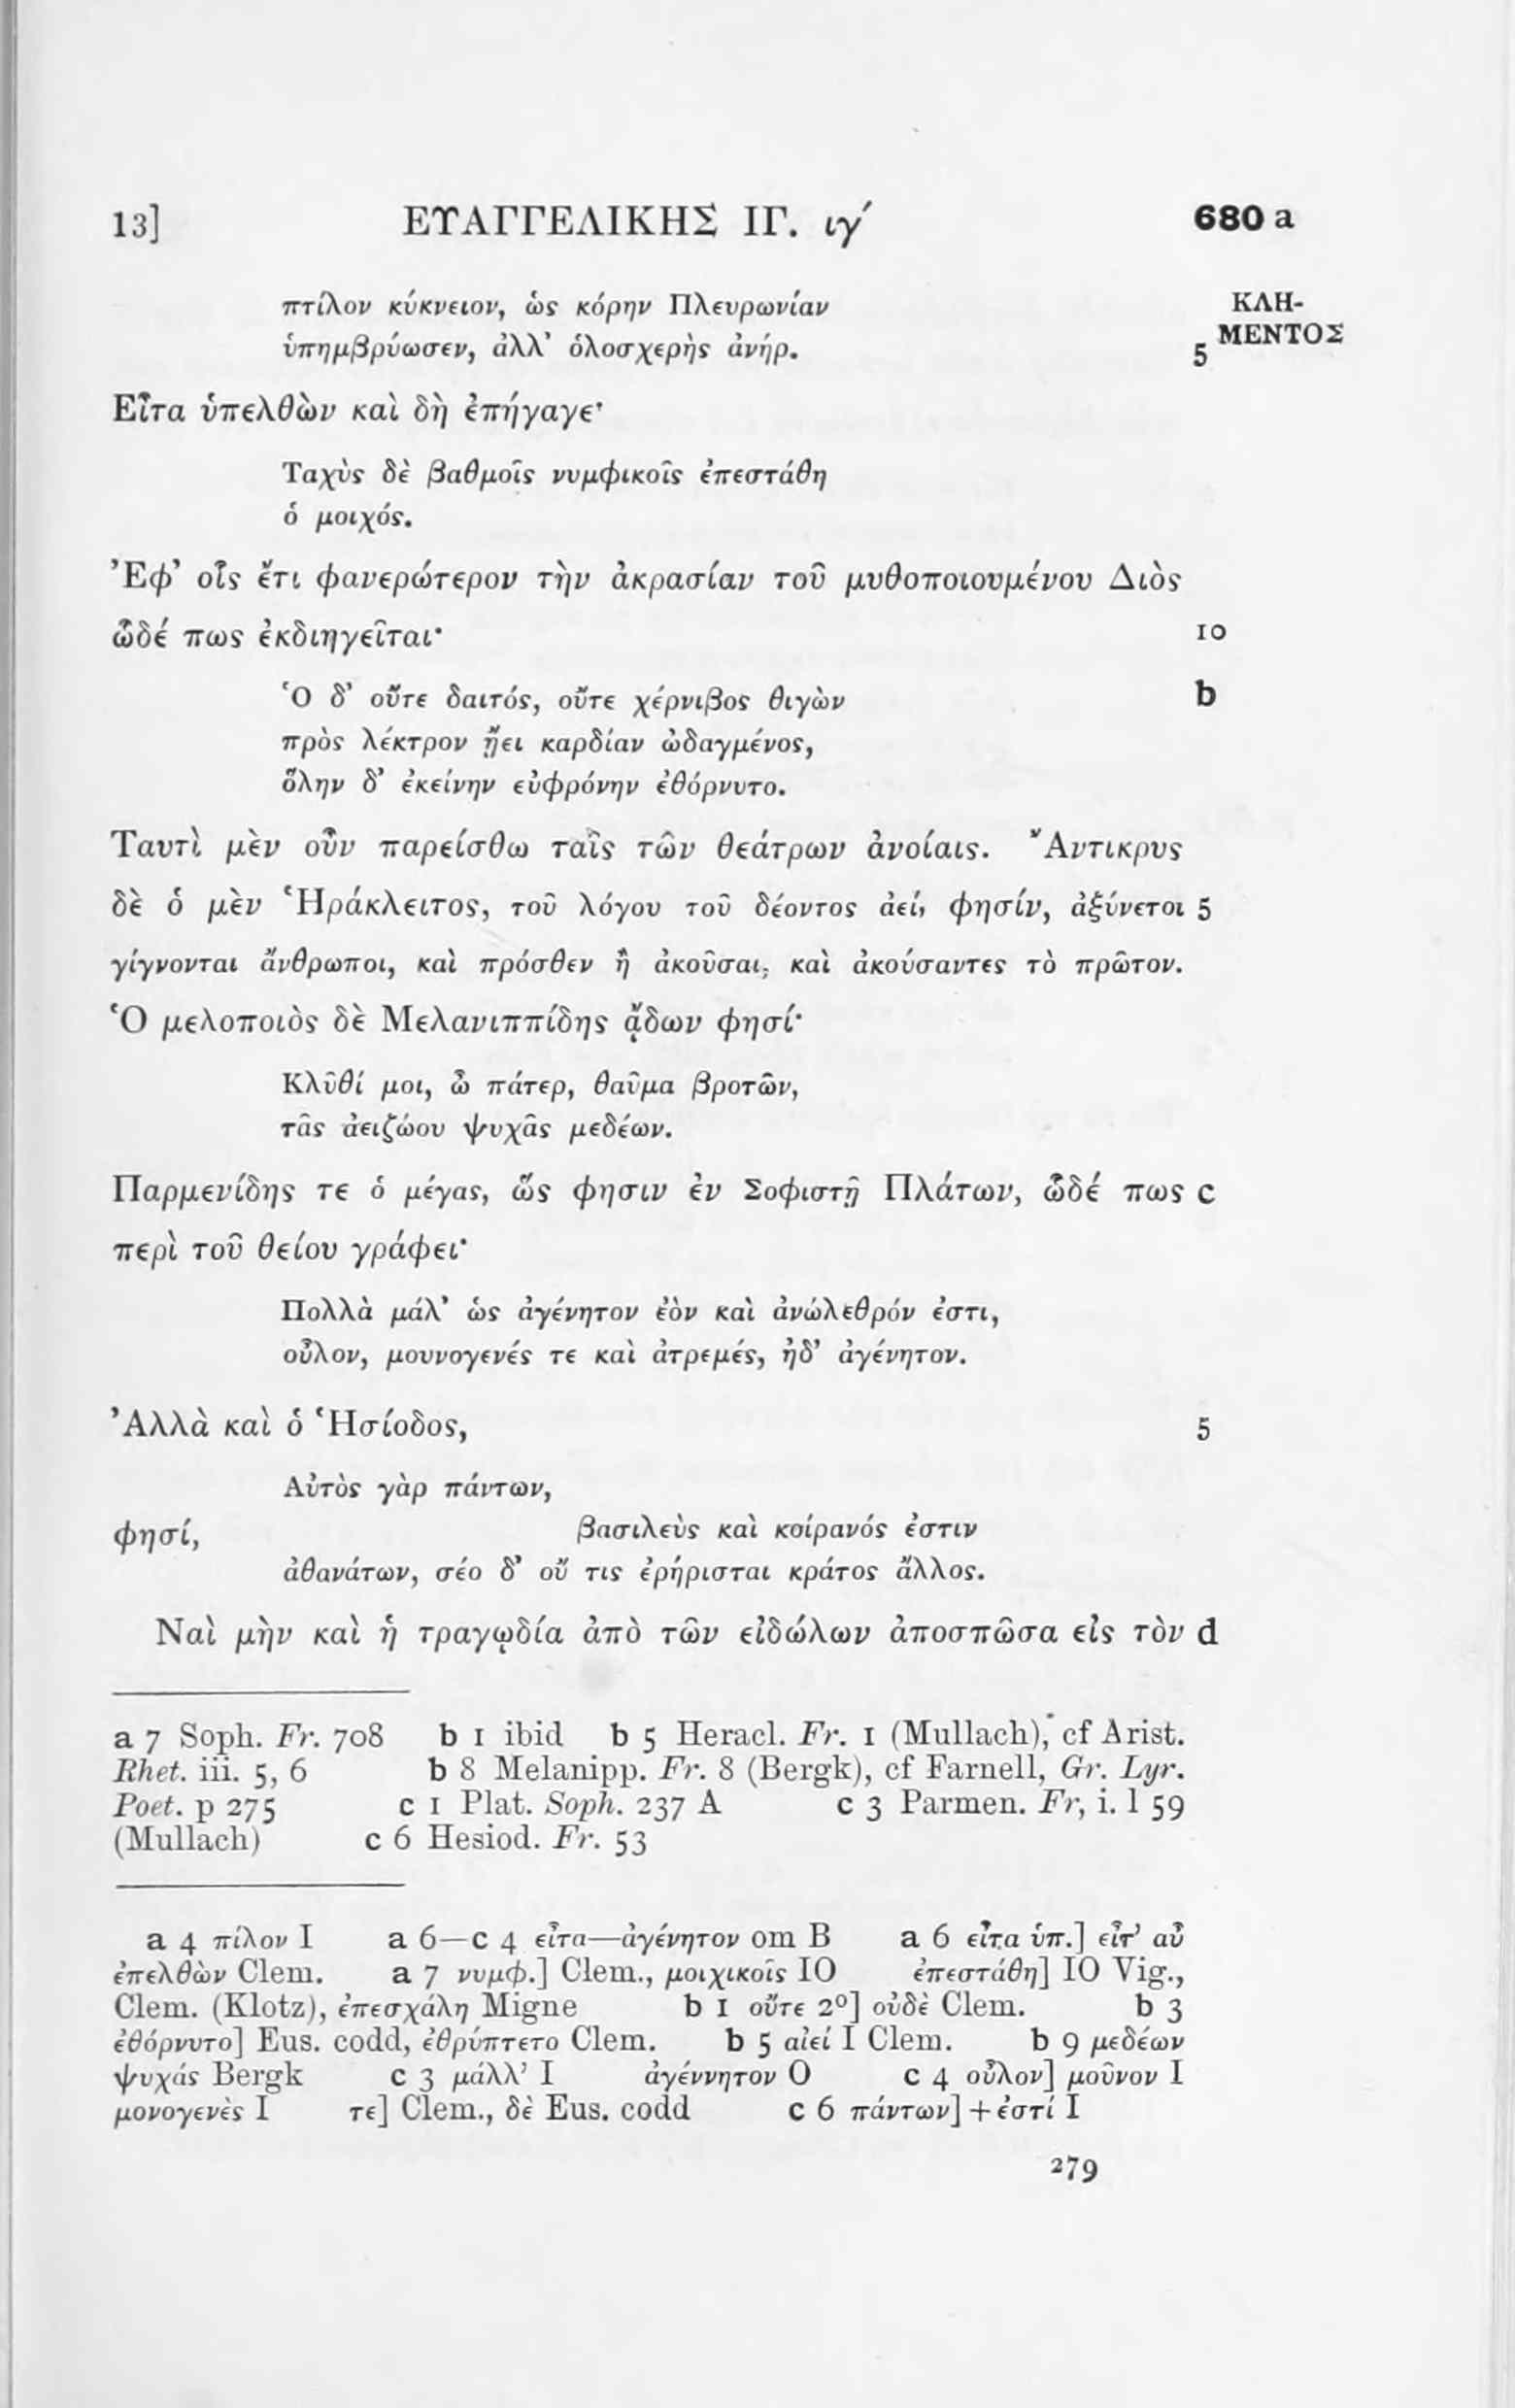 13] ΕΥΑΓΓΕΛΙΚΗΣ ΙΓ. ιγ´ 680 a
πτίλον κύκνειον, ὡς κόρην Πλευρωνίαν ΚΛΗ-
ὑπημβρύωσεν, ἀλλ’ ὁλοσχερὴς ἀνήρ. 5 ΜΕΝΤΟΣ
Εἶτα ὑπελθὼν καὶ δὴ ἐπήγαγε·
Ταχὺς δὲ βαθμοῖς νυμφικοῖς ἐπεστάθη
ὁ μοιχός.
Ἐφ’ οἷς ἔτι φανερώτερον τὴν ἀκρασίαν τοῦ μυθοποιουμένου Διὸς
ὧδέ πως ἐκδιηγεῖται· 10
Ὁ δ’ οὔτε δαιτός, οὔτε χέρνιβος θιγὼν b
πρὸς λέκτρον ᾔει καρδίαν ὠδαγμένος,
ὅλην δ’ ἐκείνην εὐφρόνην ἐθόρνυτο.
Ταυτὶ μὲν οὖν παρείσθω ταῖς τῶν θεάτρων ἀνοίαις. Ἄντικρυς
δὲ ὁ μὲν Ἡράκλειτος, τοῦ λόγου τοῦ δέοντος ἀεί, φησίν, ἀξύνετοι 5
γίγνονται ἄνθρωποι, καὶ πρόσθεν ἢ ἀκοῦσαι, καὶ ἀκούσαντες τὸ πρῶτον.
Ὁ μελοποιὸς δὲ Μελανιππίδης ᾄδων φησί·
Κλῦθί μοι, ὦ πάτερ, θαῦμα βροτῶν,
τᾶς ἀειζώου ψυχᾶς μεδέων.
Παρμενίδης τε ὁ μέγας, ὥς φησιν ἐν Σοφιστῇ Πλάτων, ὧδέ πως c
περὶ τοῦ θείου γράφει·
Πολλὰ μάλ’ ὡς ἀγένητον ἐὸν καὶ ἀνώλεθρόν ἐστι,
οὖλον, μουνογενές τε καὶ ἀτρεμές, ἠδ’ ἀγένητον.
Ἀλλὰ καὶ ὁ Ἡσίοδος, 5
Αὐτὸς γὰρ πάντων,
φησί, βασιλεὺς καὶ κοίρανός ἐστιν
ἀθανάτων, σέο δ’ οὔ τις ἐρήρισται κράτος ἄλλος.
Ναὶ μὴν καὶ ἡ τραγῳδία ἀπὸ τῶν εἰδώλων ἀποσπῶσα εἰς τὸν d
a 7 Soph. Fr. 708 b 1 ibid b 5 Heracl. Fr. 1 (Mullach), cf Arist.
Rhet. iii. 5, 6 b 8 Melanipp. Fr. 8 (Bergk), cf Farnell, Gr. Lyr.
Poet. p 275 c 1 Plat. Soph. 237 A c 3 Parmen. Fr, i. l 59
(Mullach) c 6 Hesiod. Fr. 53
a 4 πίλον I a 6—c 4 εἶτα—ἀγένητον om B a 6 εἶτα ὑπ.] εἶτ’ αὖ
ἐπελθὼν Clem. a 7 νυμφ.] Clem., μοιχικοῖς IO ἐπεστάθη] IO Vig.,
Clem. (Klotz), ἐπεσχάλη Migne b 1 οὔτε 2º] οὐδὲ Clem. b 3
ἐθόρνυτο] Eus. codd, ἐθρύπτετο Clem. b 5 αἰεί I Clem. b 9 μεδέων
ψυχάς Bergk c 3 μάλλ’ I ἀγέννητον O c 4 οὖλον] μοῦνον I
μονογενὲς I τε] Clem., δὲ Eus. codd c 6 πάντων] + ἐστί I
279